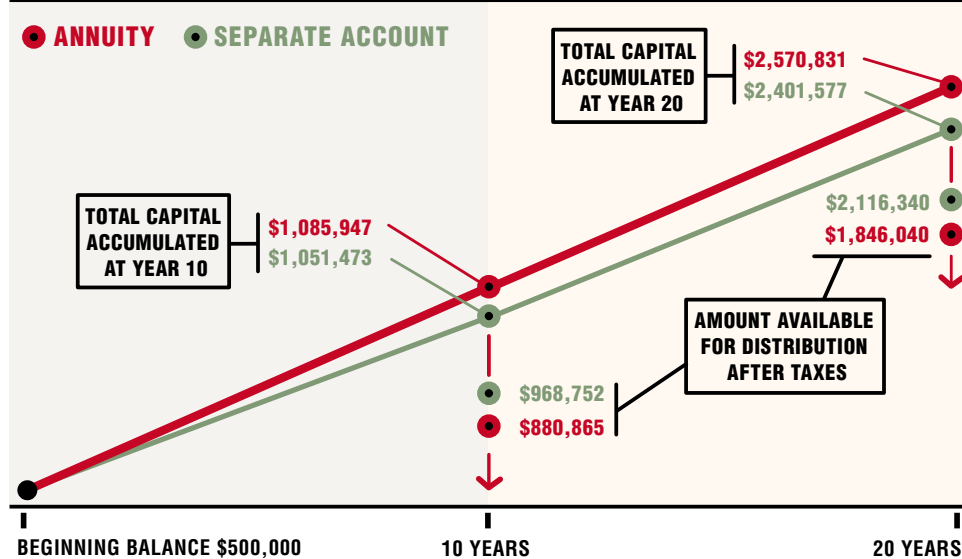 ANNUITY
SEPARATE ACCOUNT
TOTAL CAPITAL
ACCUMULATED
AT YEAR 20
$2,570,831
$2,401,577
TOTAL CAPITAL
ACCUMULATED
AT YEAR 10
$1,085,947
$1,051,473
$2,116,340
$1,846,040
AMOUNT AVAILABLE
FOR DISTRIBUTION
AFTER TAXES
$968,752
$880,865
BEGINNING BALANCE $500,000
10 YEARS
20 YEARS